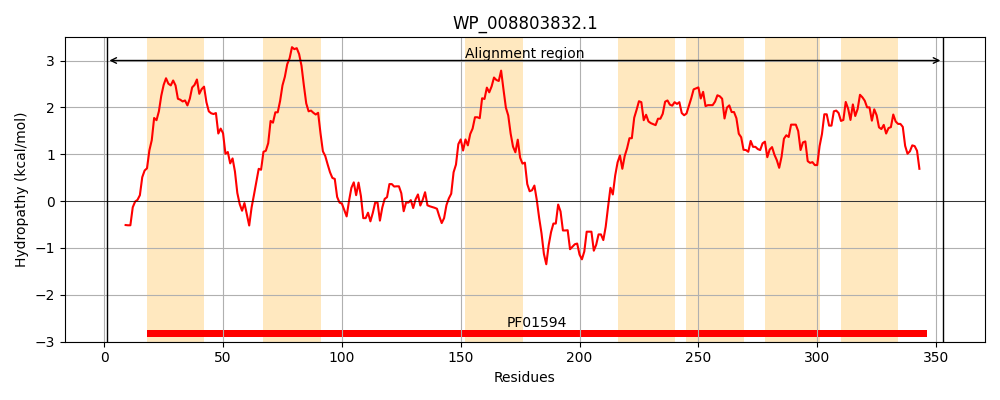 WP_008803832.1
Alignment region
3
2
1
0
−1
−2
−3
Hydropathy (kcal/mol)
PF01594
0 50 100 150 200 250 300 350
Residues